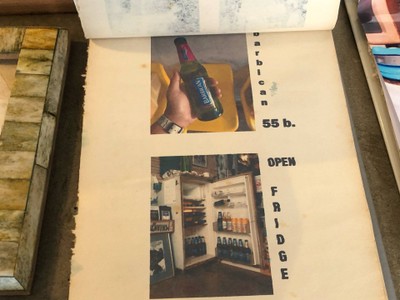 barbican
55 b.
OPEN
FRIDGE